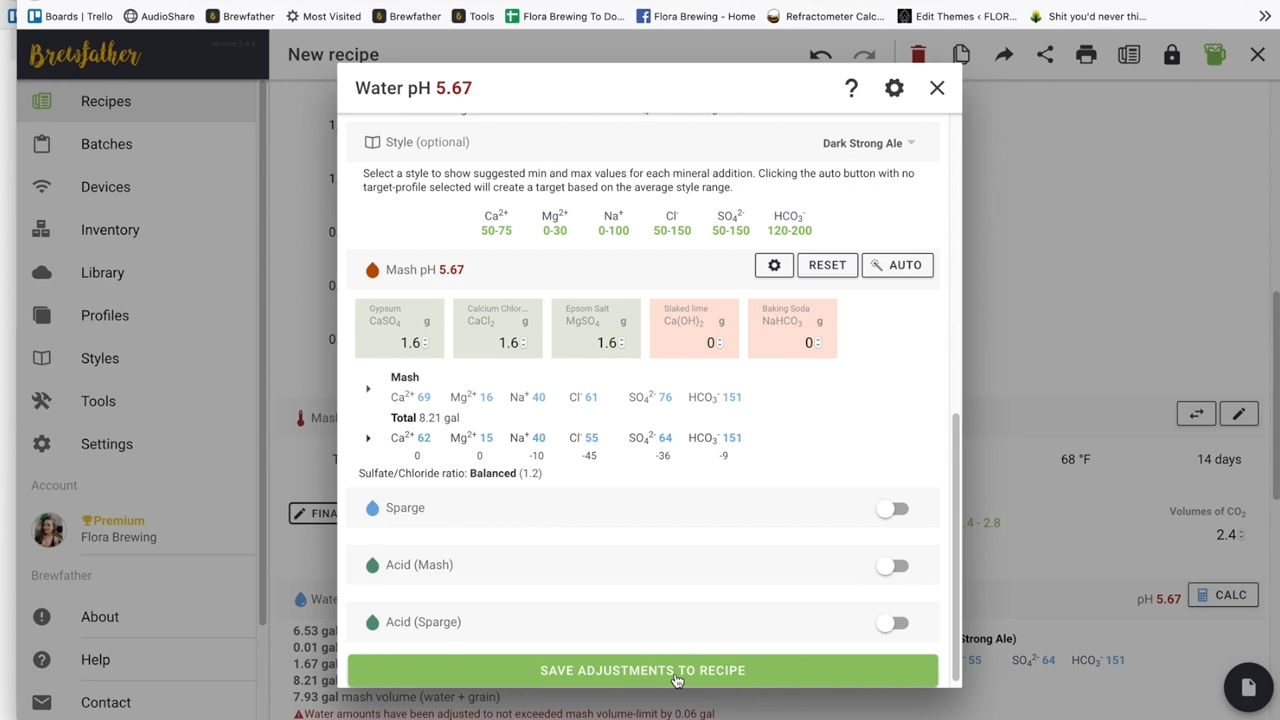 Boards | Trello AudioShare Brewfather Most Visited Brewfather Tools Flora Brewing To Do... Flora Brewing - Home Refractometer Calc... Edit Themes ‹ FLOR... Shit you'd never thi...
Brewfather
New recipe
Water pH 5.67
Recipes
Batches
Devices
Inventory
Library
Profiles
Styles
Tools
Settings
Account
Premium
Flora Brewing
Brewfather
About
Help
Contact
Style (optional) Dark Strong Ale
Select a style to show suggested min and max values for each mineral addition. Clicking the auto button with no
target-profile selected will create a target based on the average style range.
Ca2+ Mg2+ Na+ Cl- SO42- HCO3-
50-75 0-30 0-100 50-150 50-150 120-200
Mash pH 5.67 RESET AUTO
Gypsum Calcium Chlor... Epsom Salt Slaked lime Baking Soda
CaSO4 g CaCl2 g MgSO4 g Ca(OH)2 g NaHCO3 g
1.6 1.6 1.6 0 0
Mash
Ca2+ 69 Mg2+ 16 Na+ 40 Cl- 61 SO42- 76 HCO3- 151
Total 8.21 gal
Ca2+ 62 Mg2+ 15 Na+ 40 Cl- 55 SO42- 64 HCO3- 151
0 0 -10 -45 -36 -9
Sulfate/Chloride ratio: Balanced (1.2)
Sparge
Acid (Mash)
Acid (Sparge)
SAVE ADJUSTMENTS TO RECIPE
68 °F 14 days
Volumes of CO2
2.4
.4 - 2.8
pH 5.67 CALC
6.53 gal
0.01 gal
1.67 gal
8.21 gal
7.93 gal mash volume (water + grain)
Water amounts have been adjusted to not exceeded mash volume-limit by 0.06 gal
Strong Ale)
55 SO42- 64 HCO3- 151